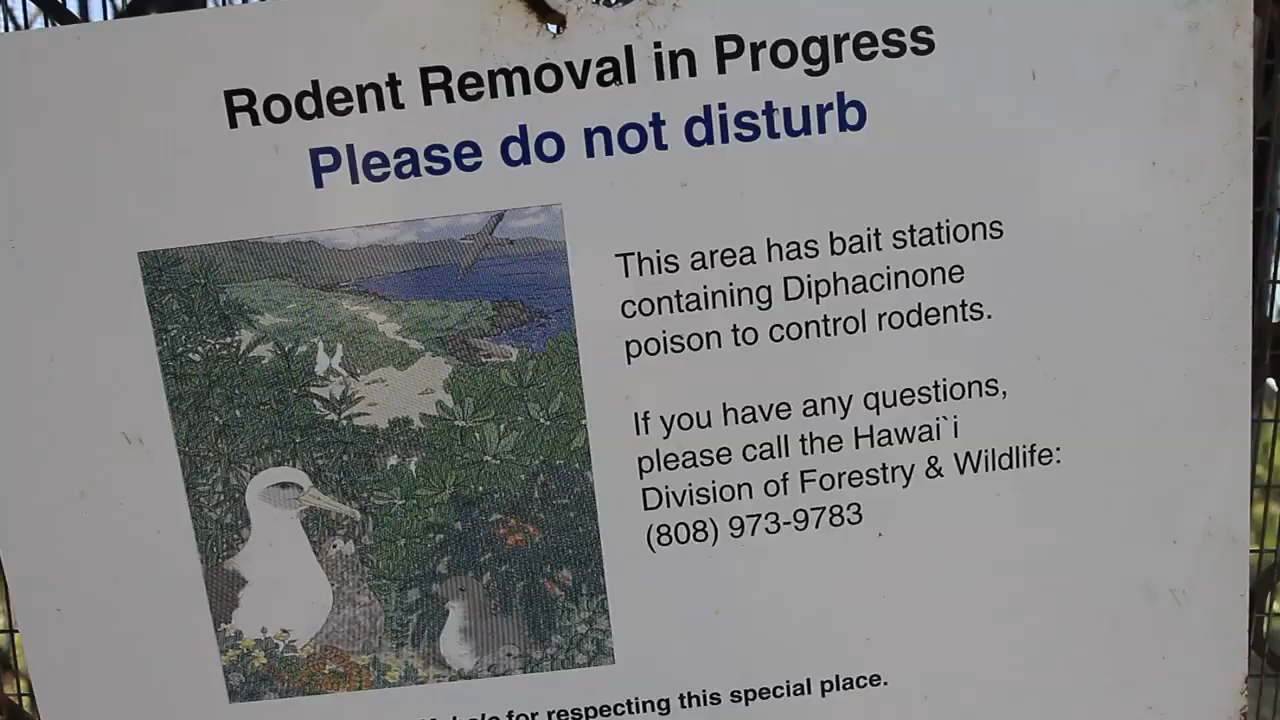 Rodent Removal in Progress
Please do not disturb
This area has bait stations
containing Diphacinone
poison to control rodents.
If you have any questions,
please call the Hawai`i
Division of Forestry & Wildlife:
(808) 973-9783
for respecting this special place.